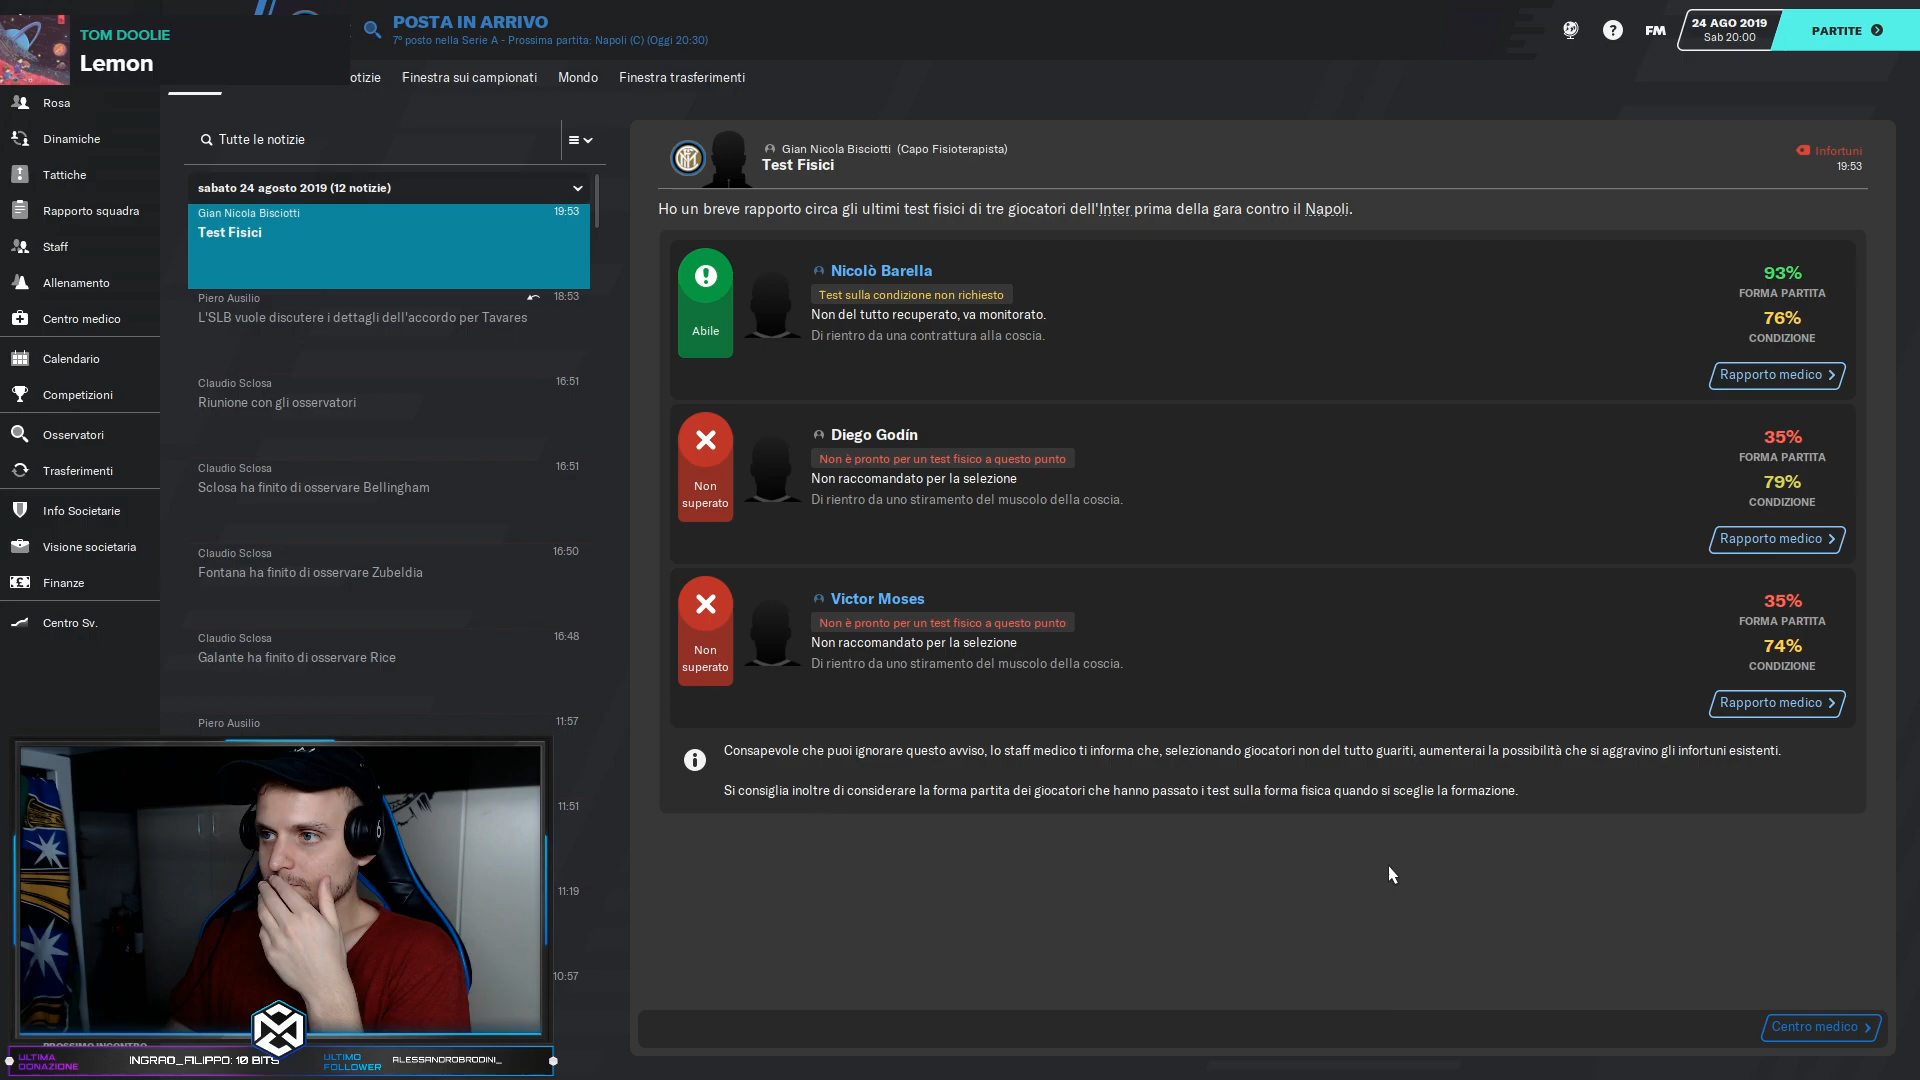 TOM DOOLIE
Lemon
POSTA IN ARRIVO
7º posto nella Serie A - Prossima partita: Napoli (C) (Oggi 20:30)
?
FM
24 AGO 2019
Sab 20:00
PARTITE
otizie
Finestra sui campionati
Mondo
Finestra trasferimenti
Rosa
Dinamiche
Tattiche
Rapporto squadra
Staff
Allenamento
Centro medico
Calendario
Competizioni
Osservatori
Trasferimenti
Info Societarie
Visione societaria
Finanze
Centro Sv.
Tutte le notizie
sabato 24 agosto 2019 (12 notizie)
Gian Nicola Bisciotti 19:53
Test Fisici
Piero Ausilio 18:53
L'SLB vuole discutere i dettagli dell'accordo per Tavares
Claudio Sclosa 16:51
Riunione con gli osservatori
Claudio Sclosa 16:51
Sclosa ha finito di osservare Bellingham
Claudio Sclosa 16:50
Fontana ha finito di osservare Zubeldia
Claudio Sclosa 16:48
Galante ha finito di osservare Rice
Piero Ausilio 11:57
11:51
11:19
10:57
Gian Nicola Bisciotti (Capo Fisioterapista)
Test Fisici
Infortuni
19:53
Ho un breve rapporto circa gli ultimi test fisici di tre giocatori dell'Inter prima della gara contro il Napoli.
Abile
Nicolò Barella
Test sulla condizione non richiesto
Non del tutto recuperato, va monitorato.
Di rientro da una contrattura alla coscia.
93%
FORMA PARTITA
76%
CONDIZIONE
Rapporto medico
Non
superato
Diego Godín
Non è pronto per un test fisico a questo punto
Non raccomandato per la selezione
Di rientro da uno stiramento del muscolo della coscia.
35%
FORMA PARTITA
79%
CONDIZIONE
Rapporto medico
Non
superato
Victor Moses
Non è pronto per un test fisico a questo punto
Non raccomandato per la selezione
Di rientro da uno stiramento del muscolo della coscia.
35%
FORMA PARTITA
74%
CONDIZIONE
Rapporto medico
Consapevole che puoi ignorare questo avviso, lo staff medico ti informa che, selezionando giocatori non del tutto guariti, aumenterai la possibilità che si aggravino gli infortuni esistenti.
Si consiglia inoltre di considerare la forma partita dei giocatori che hanno passato i test sulla forma fisica quando si sceglie la formazione.
Centro medico
PROSSIMO INCONTRO
ULTIMA
DONAZIONE
INGRAO_FILIPPO: 10 BITS
ULTIMO
FOLLOWER
ALESSANDROBRODINI_